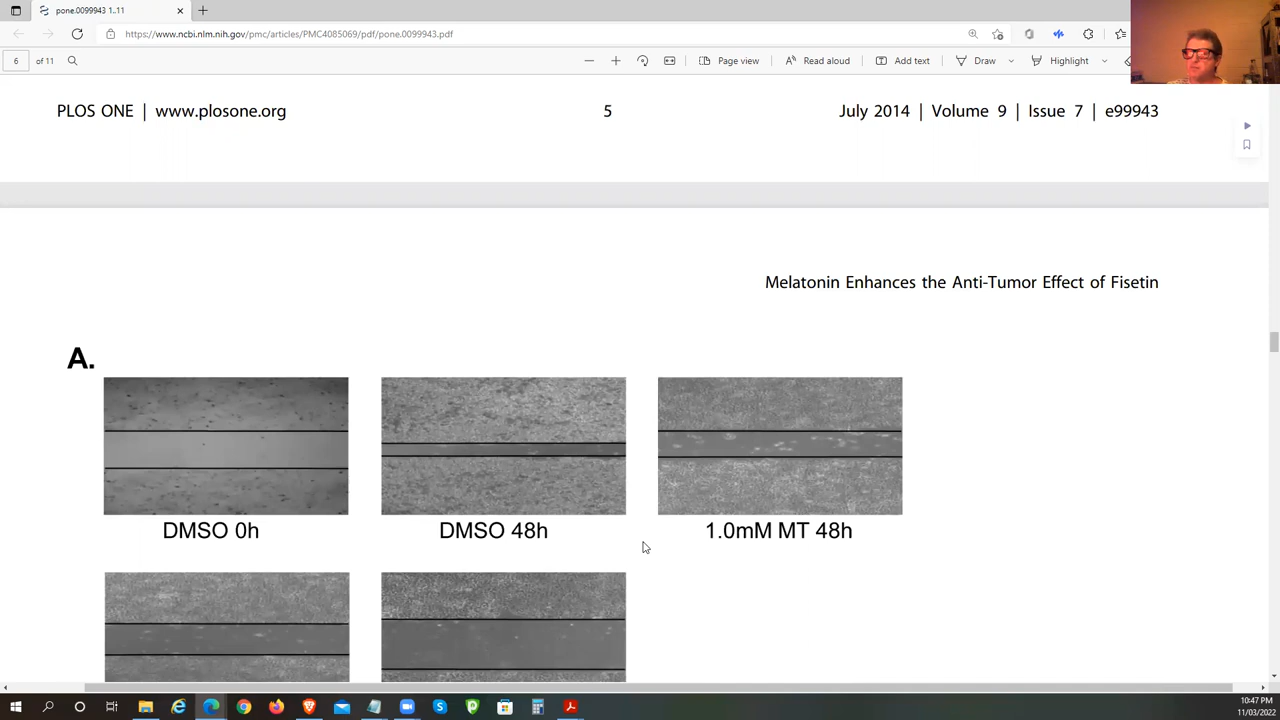 pone.0099943 1..11
https://www.ncbi.nlm.nih.gov/pmc/articles/PMC4085069/pdf/pone.0099943.pdf
6 of 11
Page view
Read aloud
Add text
Draw
Highlight
PLOS ONE | www.plosone.org
5
July 2014 | Volume 9 | Issue 7 | e99943
Melatonin Enhances the Anti-Tumor Effect of Fisetin
A.
DMSO 0h
DMSO 48h
1.0mM MT 48h
10:47 PM
11/03/2022